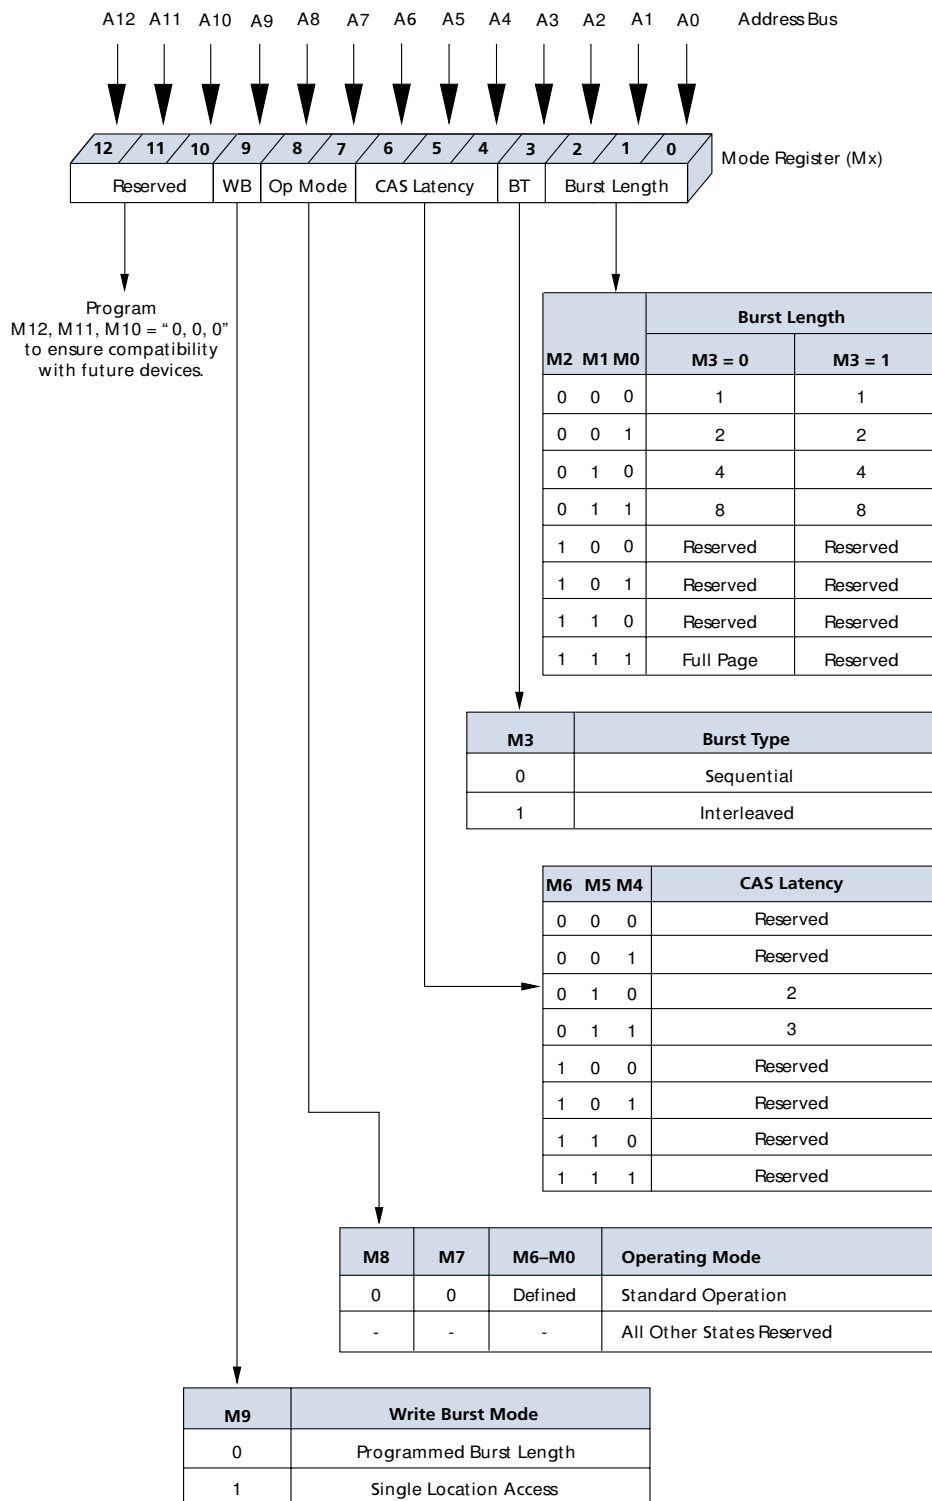 A12 A11 A10 A9 A8 A7 A6 A5 A4 A3 A2 A1 A0 Address Bus
12 11 10 9 8 7 6 5 4 3 2 1 0
Mode Register (Mx)
Reserved WB Op Mode CAS Latency BT Burst Length
Program
M12, M11, M10 = “0, 0, 0”
to ensure compatibility
with future devices.
Burst Length
M2 M1 M0 M3 = 0 M3 = 1
0 0 0 1 1
0 0 1 2 2
0 1 0 4 4
0 1 1 8 8
1 0 0 Reserved Reserved
1 0 1 Reserved Reserved
1 1 0 Reserved Reserved
1 1 1 Full Page Reserved
M3 Burst Type
0 Sequential
1 Interleaved
M6 M5 M4 CAS Latency
0 0 0 Reserved
0 0 1 Reserved
0 1 0 2
0 1 1 3
1 0 0 Reserved
1 0 1 Reserved
1 1 0 Reserved
1 1 1 Reserved
M8 M7 M6–M0 Operating Mode
0 0 Defined Standard Operation
- - - All Other States Reserved
M9 Write Burst Mode
0 Programmed Burst Length
1 Single Location Access